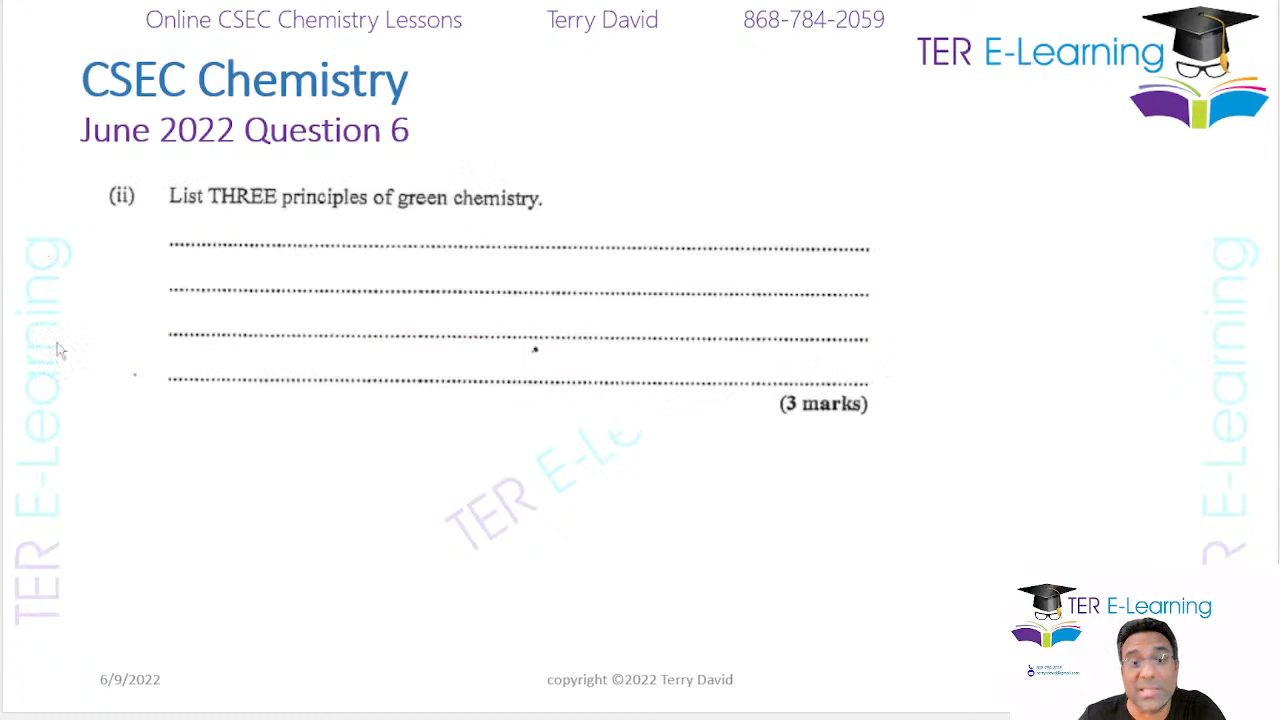 Online CSEC Chemistry Lessons Terry David 868-784-2059
TER E-Learning
CSEC Chemistry
June 2022 Question 6
(ii) List THREE principles of green chemistry.
(3 marks)
TER E-Learning
TER E-Learning
TER E-Learning
TER E-Learning
6/9/2022 copyright ©2022 Terry David